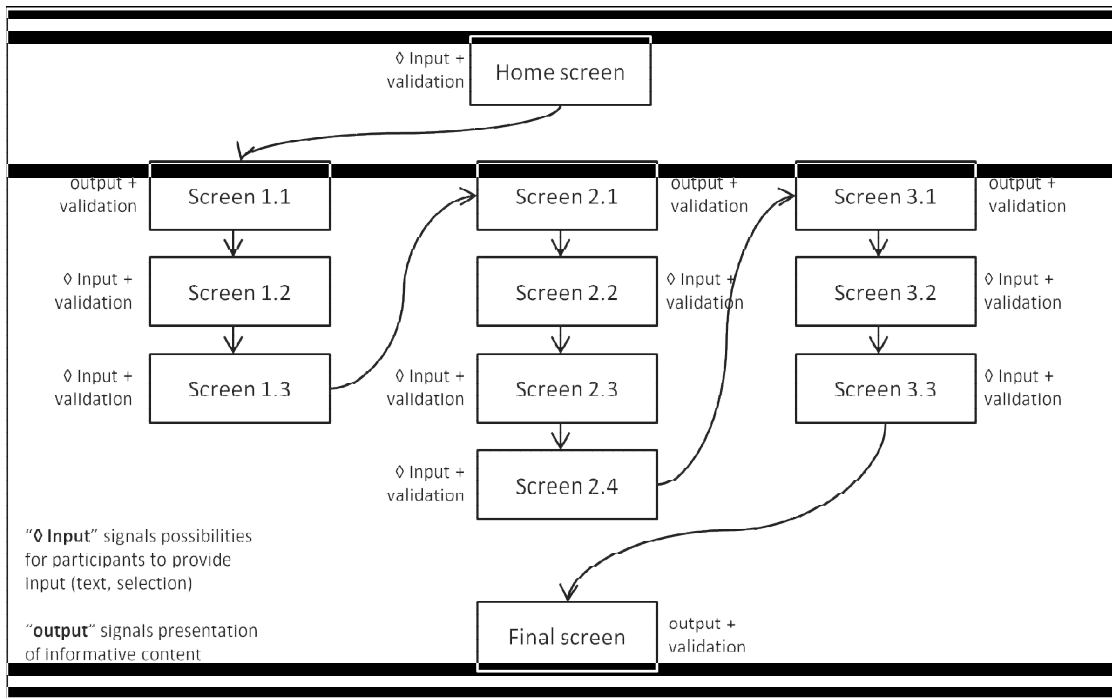 ◊ Input +
validation
Home screen
output +
validation
Screen 1.1
Screen 2.1
output +
validation
Screen 3.1
output +
validation
◊ Input +
validation
Screen 1.2
Screen 2.2
◊ Input +
validation
Screen 3.2
◊ Input +
validation
◊ Input +
validation
Screen 1.3
◊ Input +
validation
Screen 2.3
Screen 3.3
◊ Input +
validation
◊ Input +
validation
Screen 2.4
“◊ Input” signals possibilities
for participants to provide
input (text, selection)
“output” signals presentation
of informative content
Final screen
output +
validation